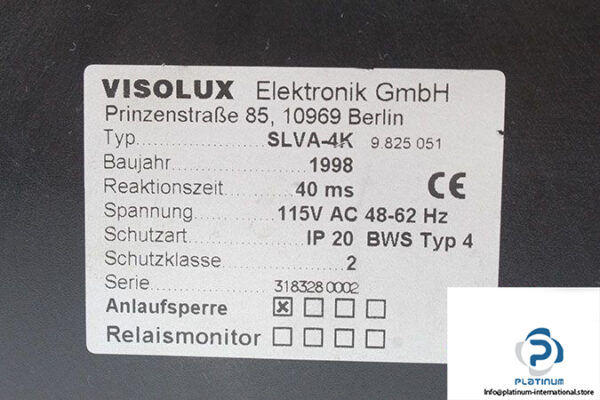 VISOLUX Elektronik GmbH
Prinzenstraße 85, 10969 Berlin
Typ SLVA-4K 9.825 051
Baujahr 1998
Reaktionszeit 40 ms
Spannung 115V AC 48-62 Hz
Schutzart IP 20 BWS Typ 4
Schutzklasse 2
Serie 3183280002
Anlaufsperre
Relaismonitor
CE
PLATINUM
Info@platinum-international.store